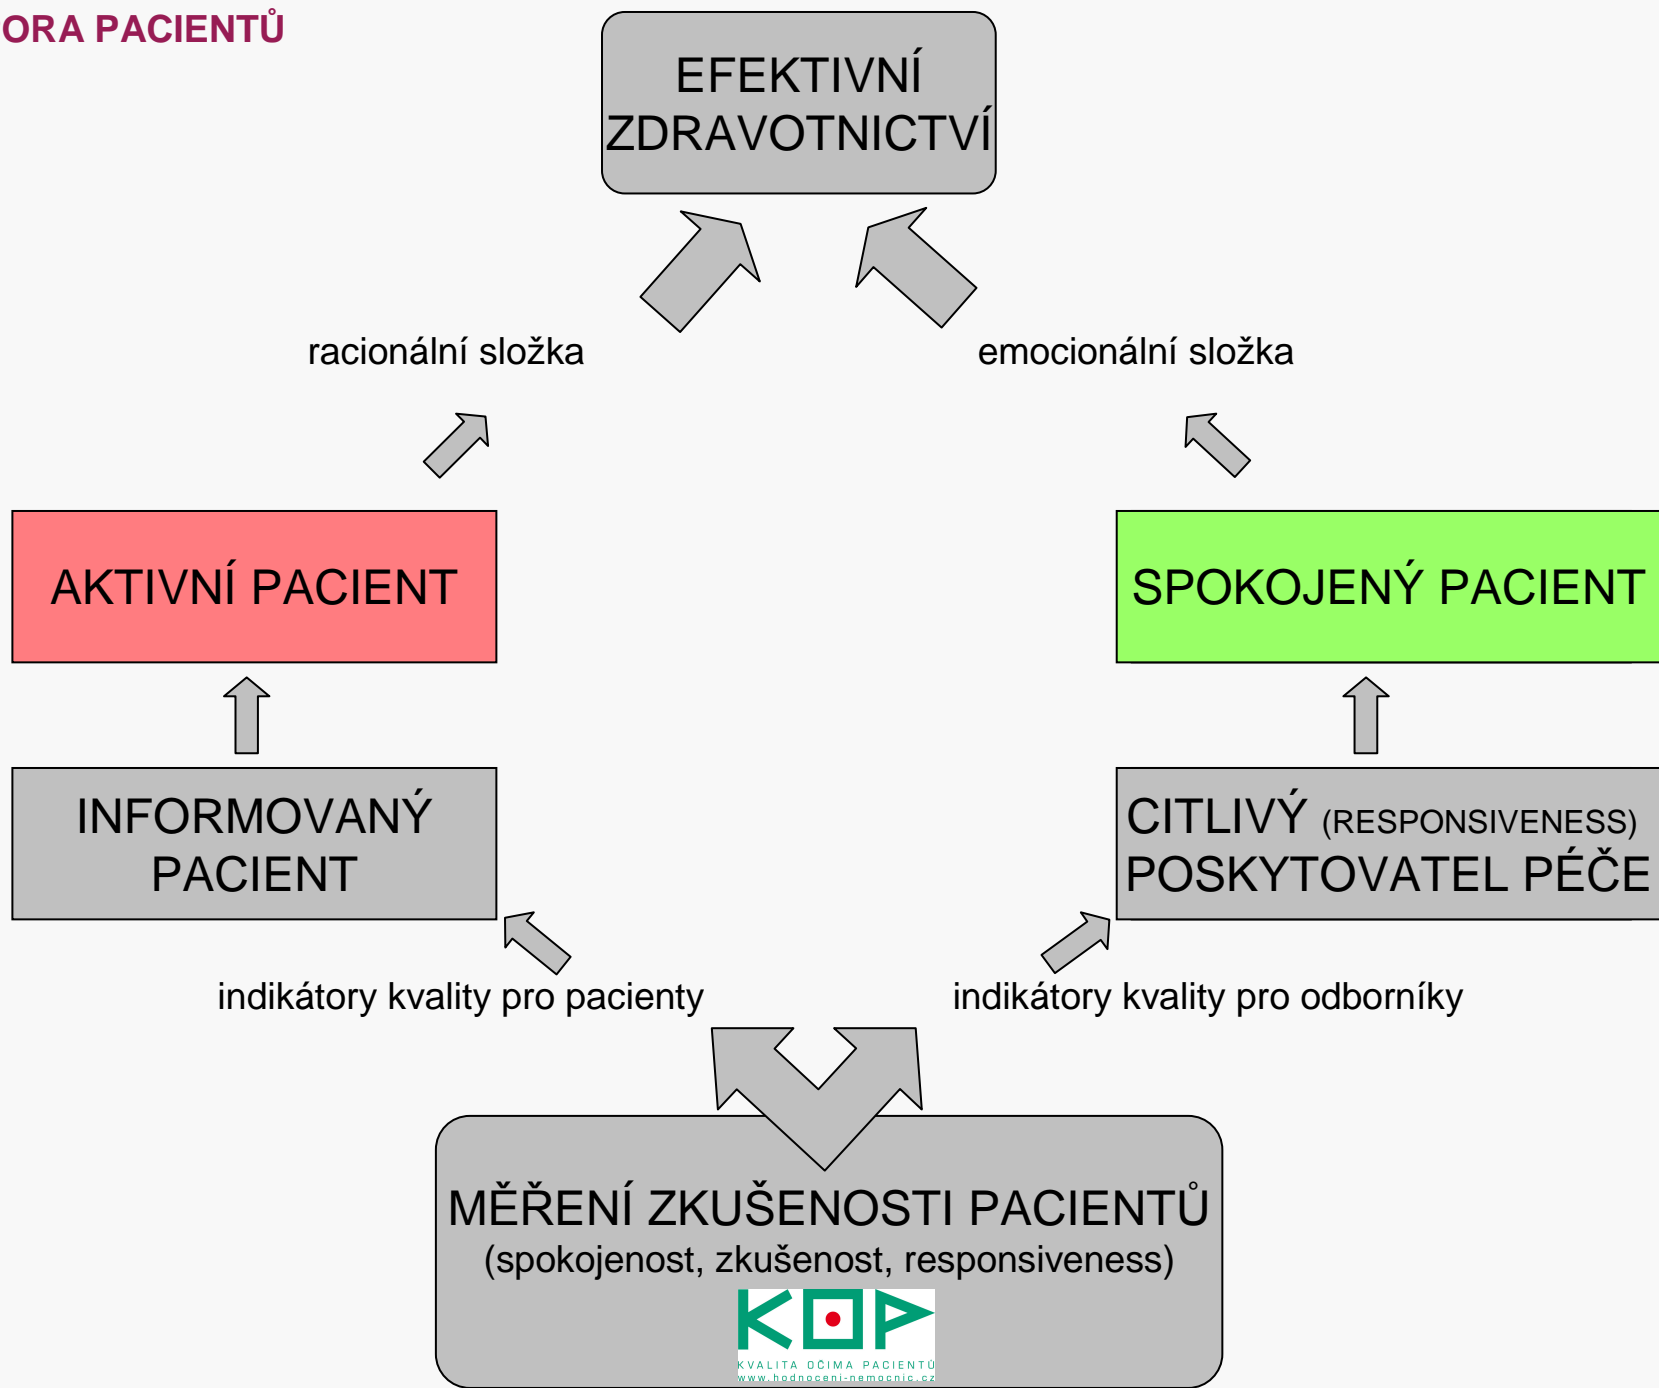 ORA PACIENTŮ
EFEKTIVNÍ
ZDRAVOTNICTVÍ
racionální složka
emocionální složka
AKTIVNÍ PACIENT
SPOKOJENÝ PACIENT
INFORMOVANÝ
PACIENT
CITLIVÝ (RESPONSIVENESS)
POSKYTOVATEL PÉČE
indikátory kvality pro pacienty
indikátory kvality pro odborníky
MĚŘENÍ ZKUŠENOSTI PACIENTŮ
(spokojenost, zkušenost, responsiveness)
KOP
KVALITA OČIMA PACIENTŮ
www.hodnoceni-nemocnic.cz